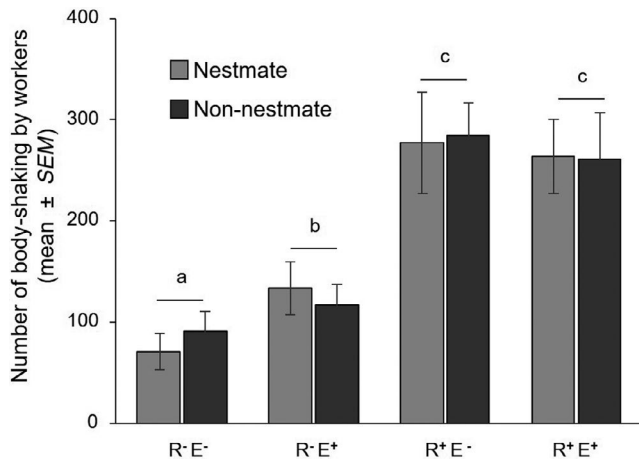 Number of body-shaking by workers
(mean ± SEM)
400
300
200
100
0
Nestmate
Non-nestmate
a
b
c
c
R⁻E⁻
R⁻E⁺
R⁺E⁻
R⁺E⁺